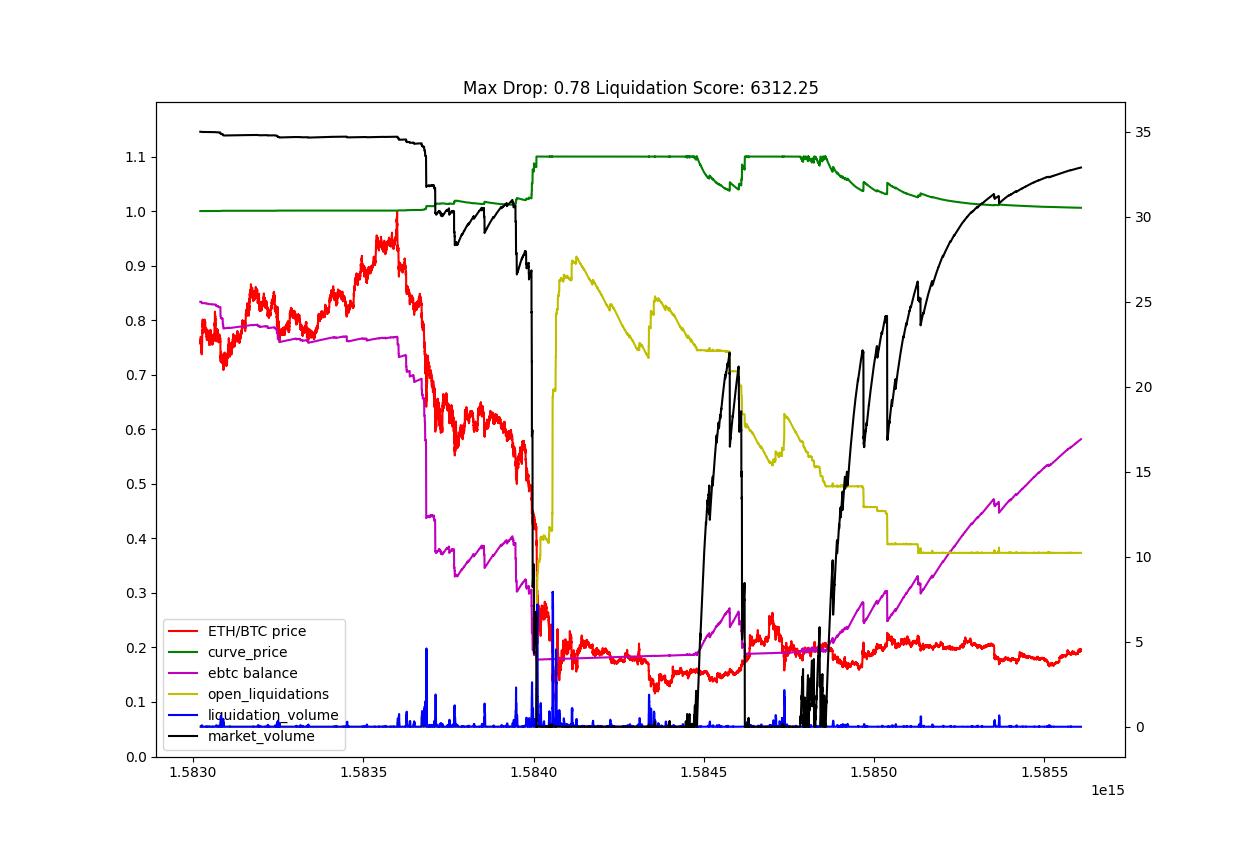 Max Drop: 0.78 Liquidation Score: 6312.25
1.1
1.0
0.9
0.8
0.7
0.6
0.5
0.4
0.3
0.2
0.1
0.0
35
30
25
20
15
10
5
0
ETH/BTC price
curve_price
ebtc balance
open_liquidations
liquidation_volume
market_volume
1.5830 1.5835 1.5840 1.5845 1.5850 1.5855
1e15